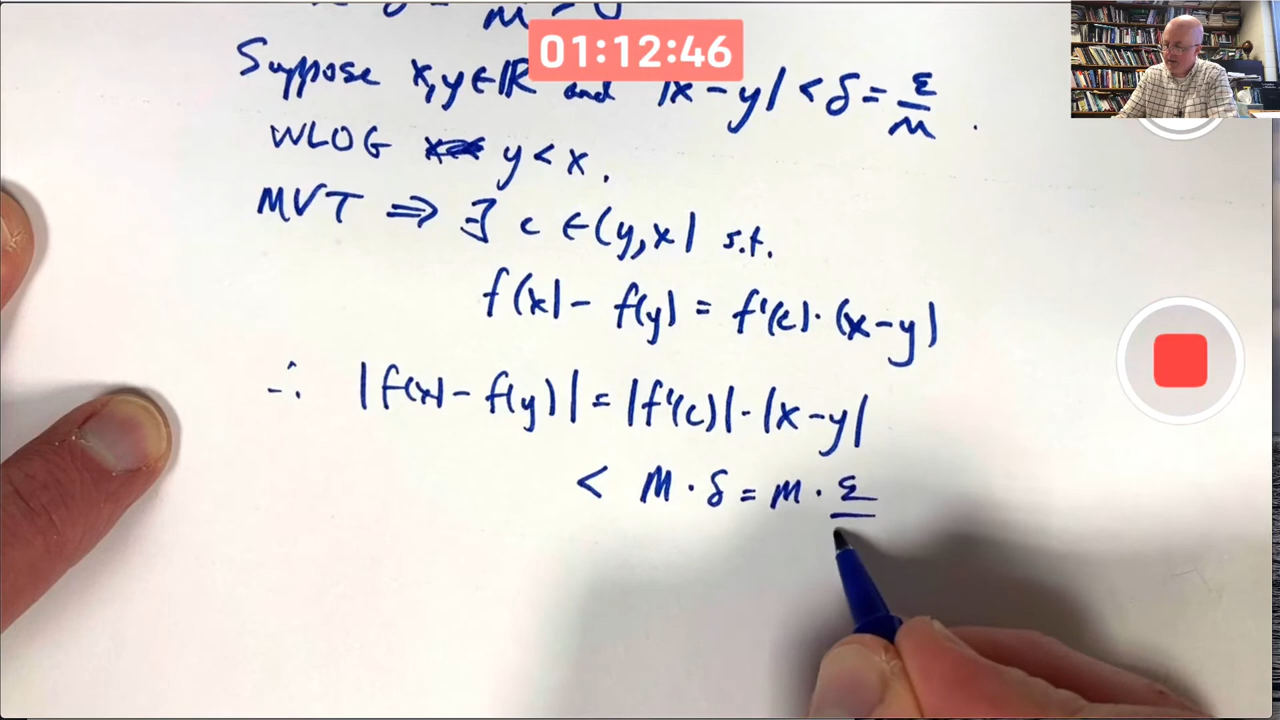 01:12:46
Suppose x, y ∈ ℝ and |x - y| < δ = ε/M .
WLOG y < x.
MVT ⇒ ∃ c ∈ (y, x) s.t.
f(x) - f(y) = f'(c) · (x - y)
∴ |f(x) - f(y)| = |f'(c)| · |x - y|
< M · δ = M · ε